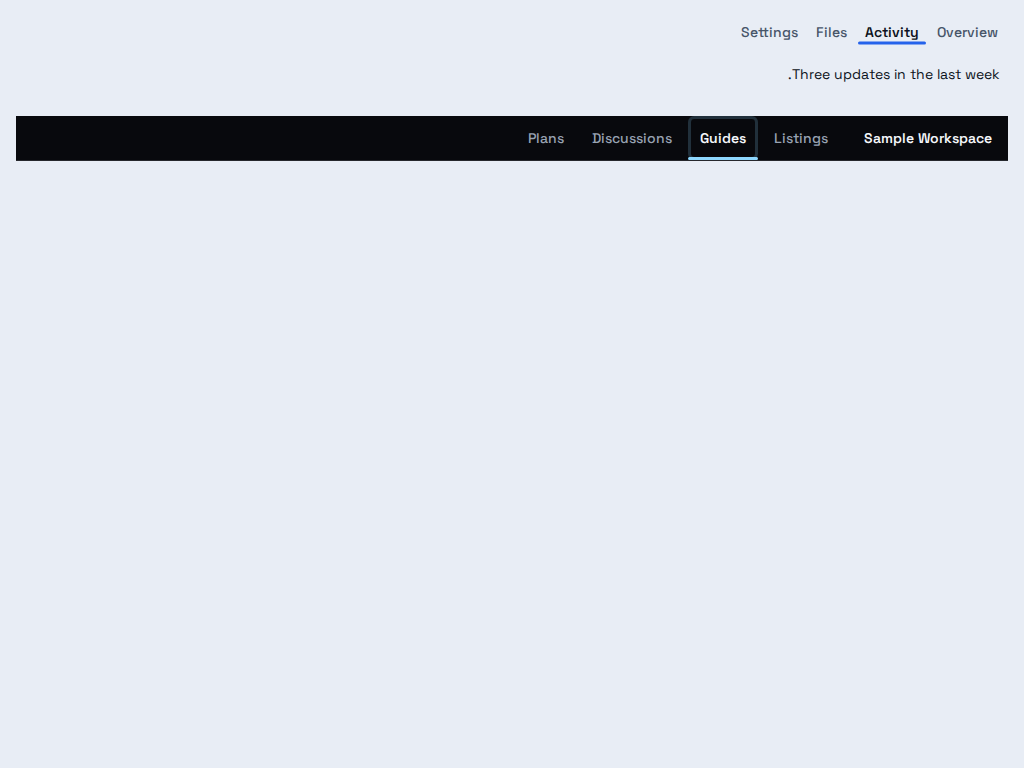 Settings Files Activity Overview
.Three updates in the last week
Plans Discussions Guides Listings Sample Workspace